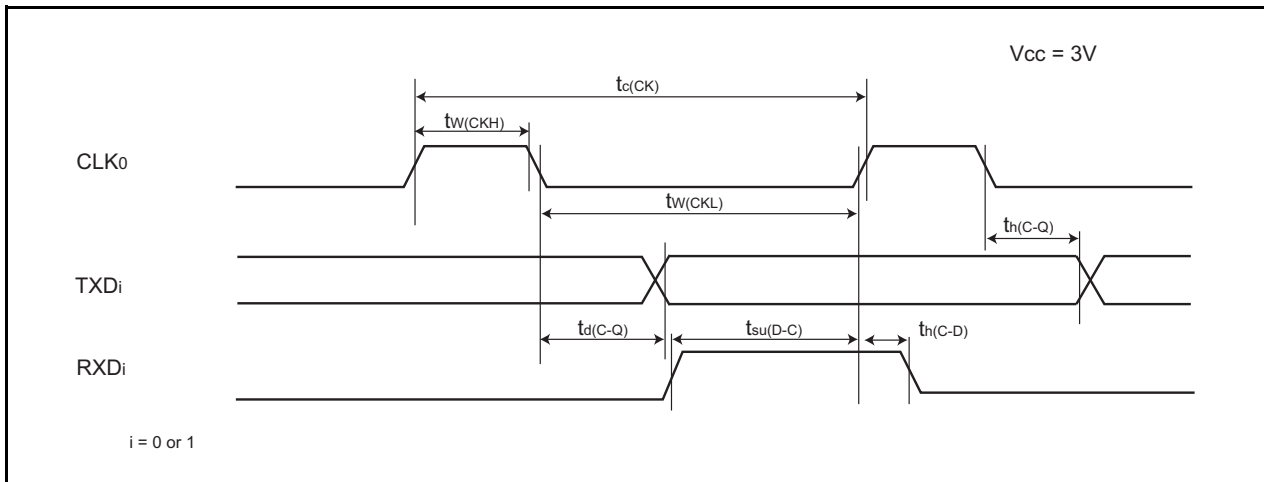 Vcc = 3V
tc(CK)
tW(CKH)
CLK0
tW(CKL)
th(C-Q)
TXDi
td(C-Q)
tsu(D-C)
th(C-D)
RXDi
i = 0 or 1